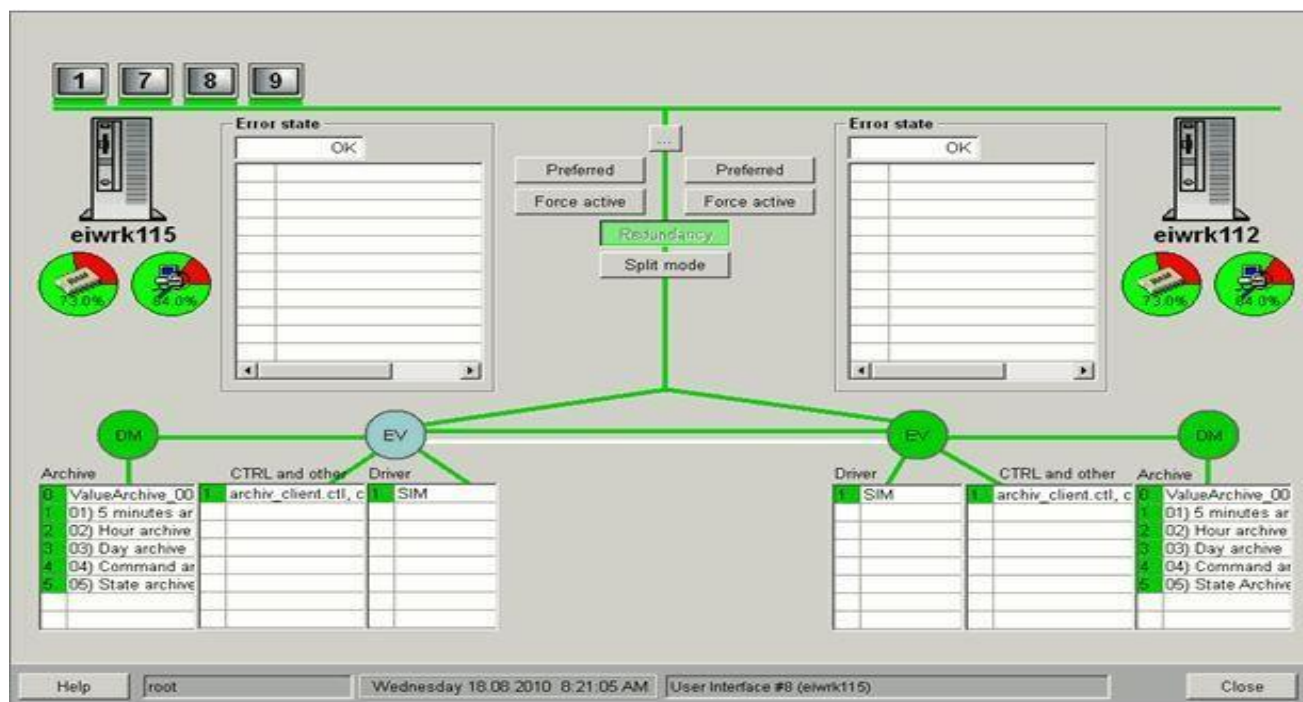 1 7 8 9
Error state
OK
eiwrk115
RAM
73.0%
84.0%
...
Preferred
Preferred
Force active
Force active
Redundancy
Split mode
Error state
OK
eiwrk112
RAM
73.0%
84.0%
DM
EV
EV
DM
Archive
0 ValueArchive_00
1 01) 5 minutes ar
2 02) Hour archive
3 03) Day archive
4 04) Command ar
5 05) State archive
CTRL and other
1 archiv_client.ctl, c
Driver
1 SIM
Driver
1 SIM
CTRL and other
1 archiv_client.ctl, c
Archive
0 ValueArchive_00
1 01) 5 minutes ar
2 02) Hour archive
3 03) Day archive
4 04) Command ar
5 05) State Archive
Help
root
Wednesday 18.08.2010 8:21:05 AM
User Interface #8 (eiwrk115)
Close